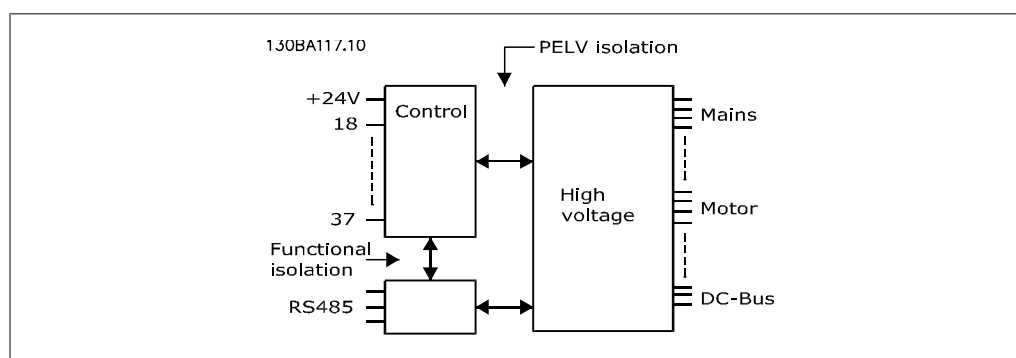 130BA117.10
PELV isolation
+24V
18
37
Control
High
voltage
Mains
Motor
DC-Bus
Functional
isolation
RS485